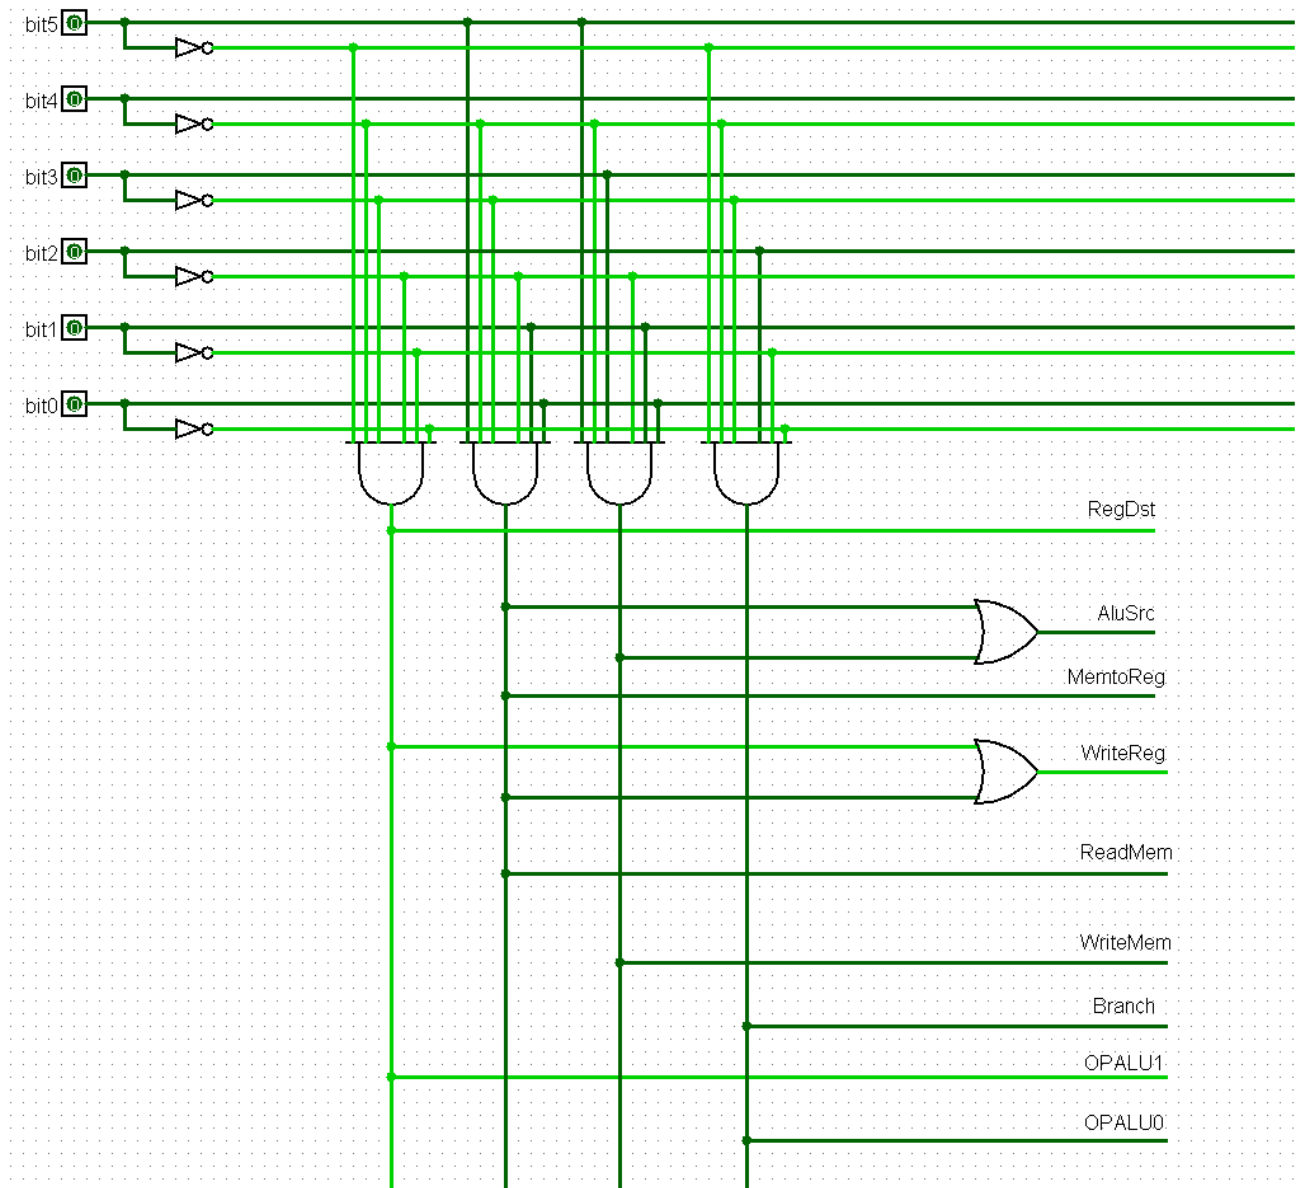 bit5
bit4
bit3
bit2
bit1
bit0
RegDst
AluSrc
MemtoReg
WriteReg
ReadMem
WriteMem
Branch
OPALU1
OPALU0